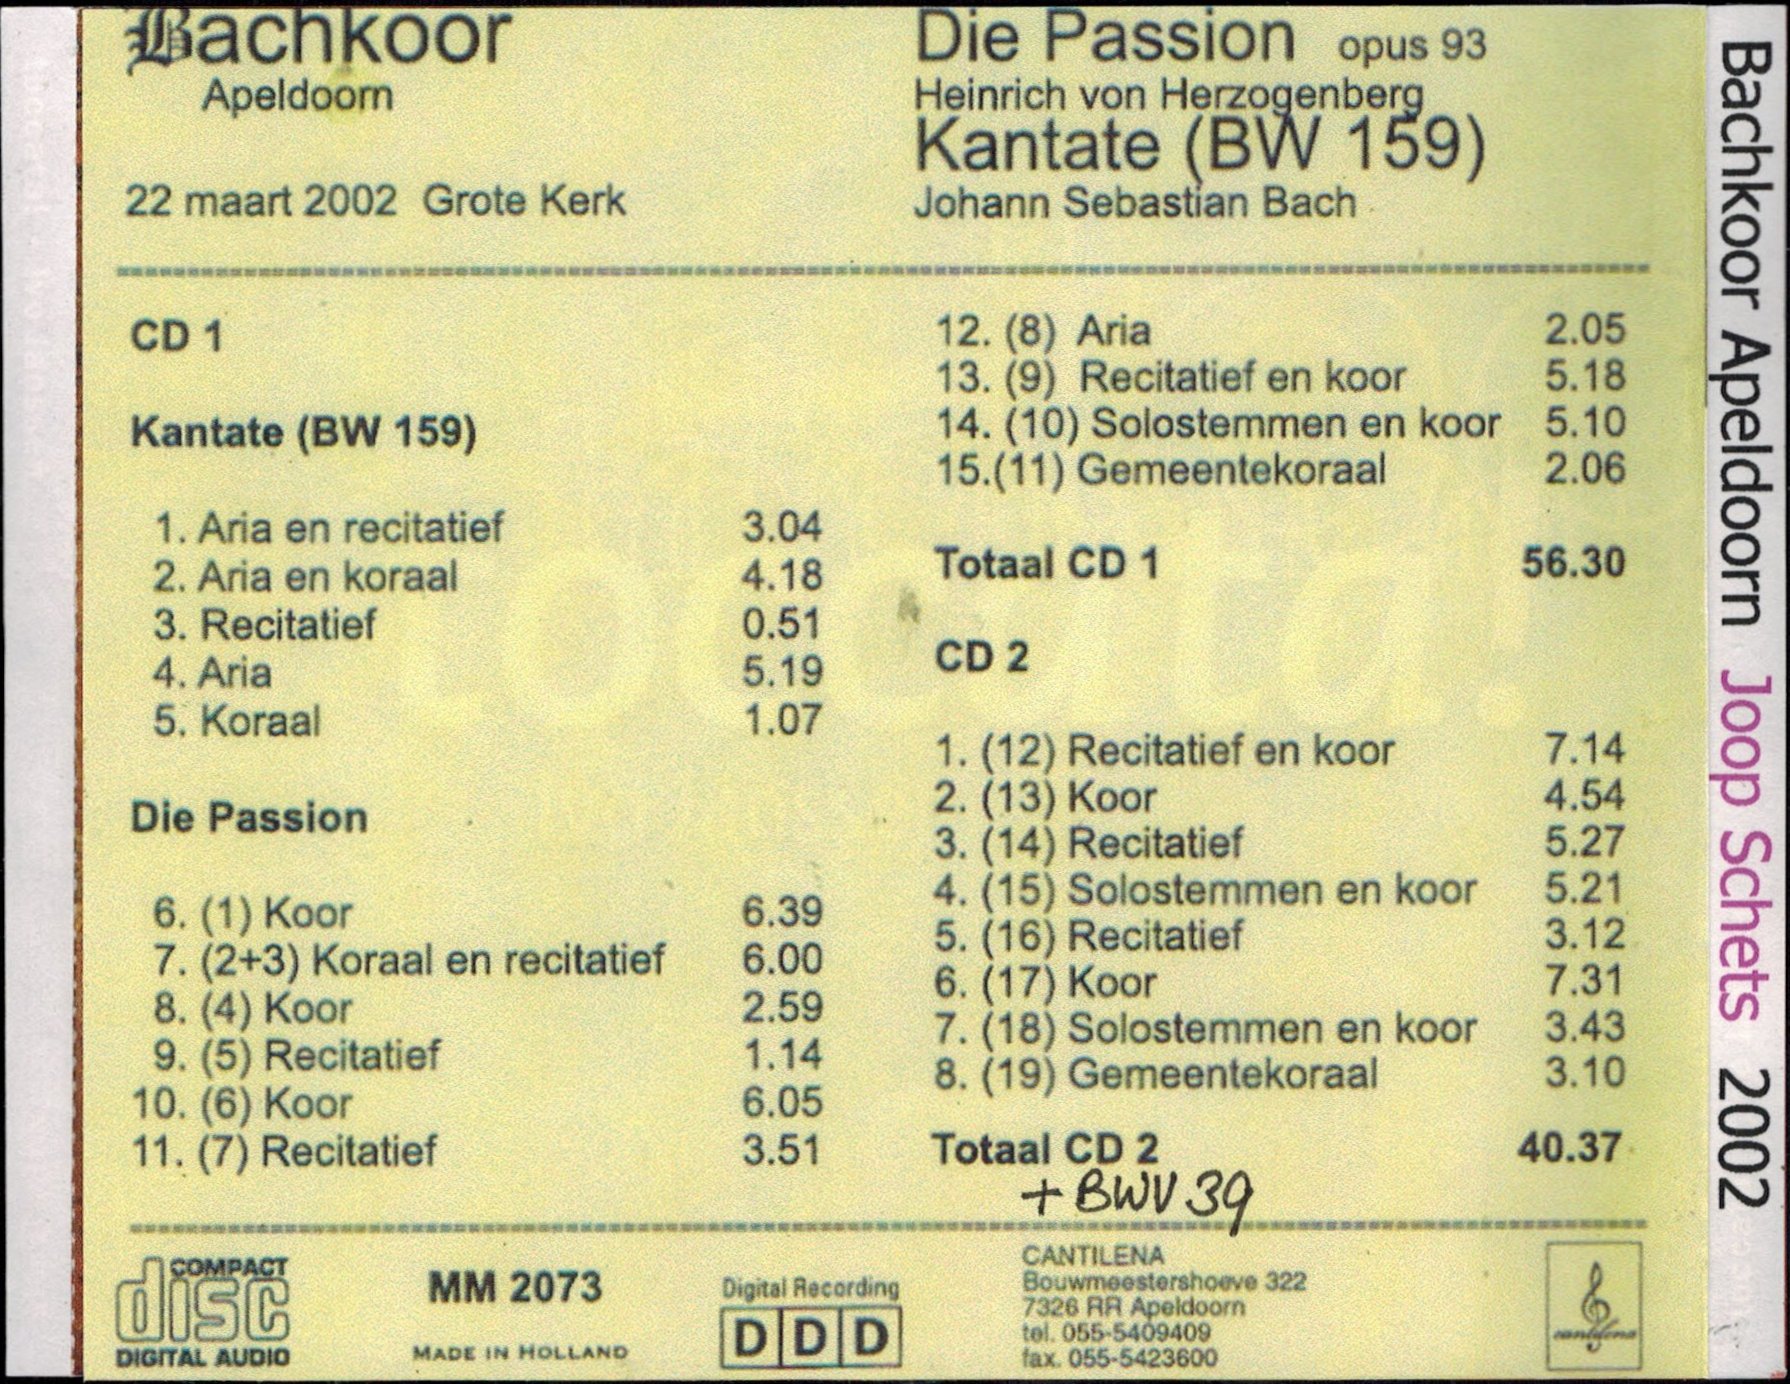 Bachkoor
Apeldoorn
22 maart 2002 Grote Kerk
Die Passion opus 93
Heinrich von Herzogenberg
Kantate (BW 159)
Johann Sebastian Bach
CD 1
Kantate (BW 159)
1. Aria en recitatief 3.04
2. Aria en koraal 4.18
3. Recitatief 0.51
4. Aria 5.19
5. Koraal 1.07
Die Passion
6. (1) Koor 6.39
7. (2+3) Koraal en recitatief 6.00
8. (4) Koor 2.59
9. (5) Recitatief 1.14
10. (6) Koor 6.05
11. (7) Recitatief 3.51
12. (8) Aria 2.05
13. (9) Recitatief en koor 5.18
14. (10) Solostemmen en koor 5.10
15.(11) Gemeentekoraal 2.06
Totaal CD 1 56.30
CD 2
1. (12) Recitatief en koor 7.14
2. (13) Koor 4.54
3. (14) Recitatief 5.27
4. (15) Solostemmen en koor 5.21
5. (16) Recitatief 3.12
6. (17) Koor 7.31
7. (18) Solostemmen en koor 3.43
8. (19) Gemeentekoraal 3.10
Totaal CD 2 40.37
+ BWV 39
COMPACT
disc
DIGITAL AUDIO
MM 2073
MADE IN HOLLAND
Digital Recording
D D D
CANTILENA
Bouwmeestershoeve 322
7326 RR Apeldoorn
tel. 055-5409409
fax. 055-5423600
cantilena
Bachkoor Apeldoorn Joop Schets 2002